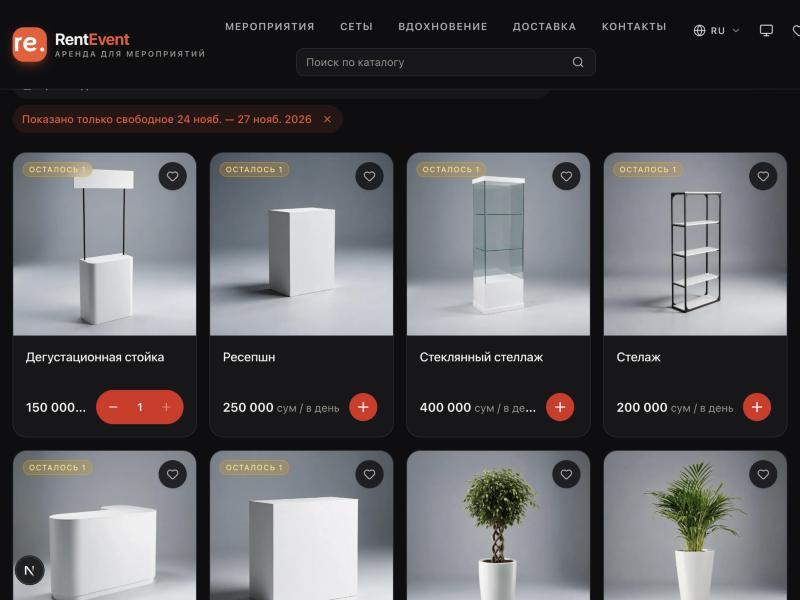 МЕРОПРИЯТИЯ СЕТЫ ВДОХНОВЕНИЕ ДОСТАВКА КОНТАКТЫ
re. RentEvent
АРЕНДА ДЛЯ МЕРОПРИЯТИЙ
RU
Поиск по каталогу
Показано только свободное 24 нояб. — 27 нояб. 2026 ×
ОСТАЛОСЬ 1
ОСТАЛОСЬ 1
ОСТАЛОСЬ 1
ОСТАЛОСЬ 1
Дегустационная стойка
Ресепшн
Стеклянный стеллаж
Стелаж
150 000... − 1 +
250 000 сум / в день +
400 000 сум / в де... +
200 000 сум / в день +
ОСТАЛОСЬ 1
ОСТАЛОСЬ 1
N